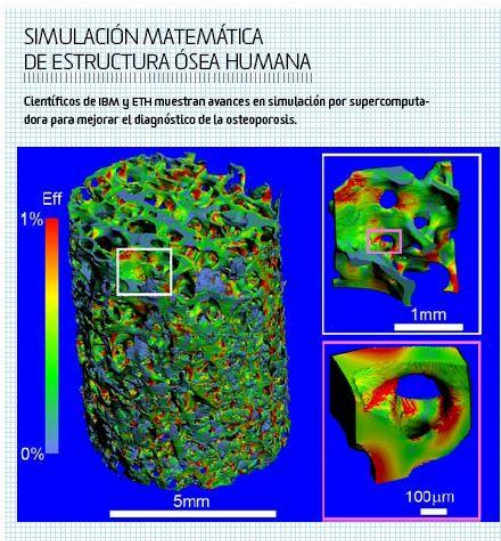 SIMULACIÓN MATEMÁTICA
DE ESTRUCTURA ÓSEA HUMANA
Científicos de IBM y ETH muestran avances en simulación por supercomputa-
dora para mejorar el diagnóstico de la osteoporosis.
Eff
1%
0%
5mm
1mm
100µm